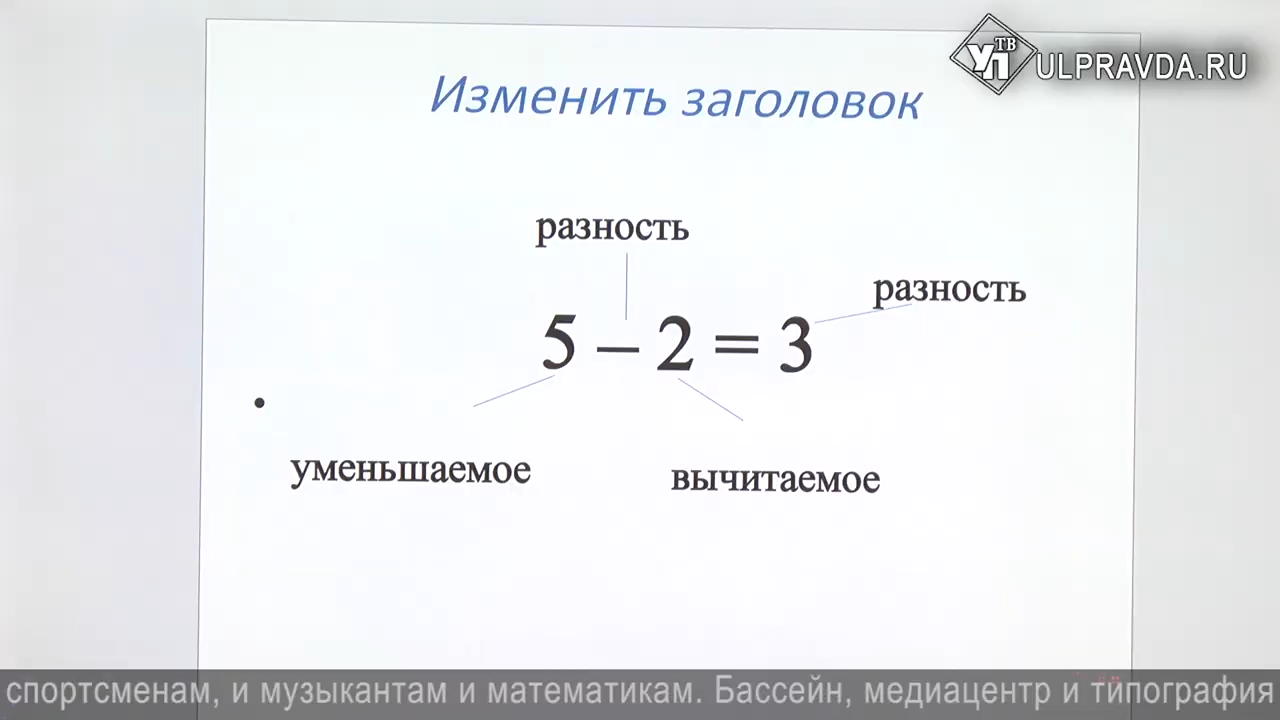 УП ТВ ULPRAVDA.RU
Изменить заголовок
разность
разность
5 – 2 = 3
уменьшаемое
вычитаемое
спортсменам, и музыкантам и математикам. Бассейн, медиацентр и типография